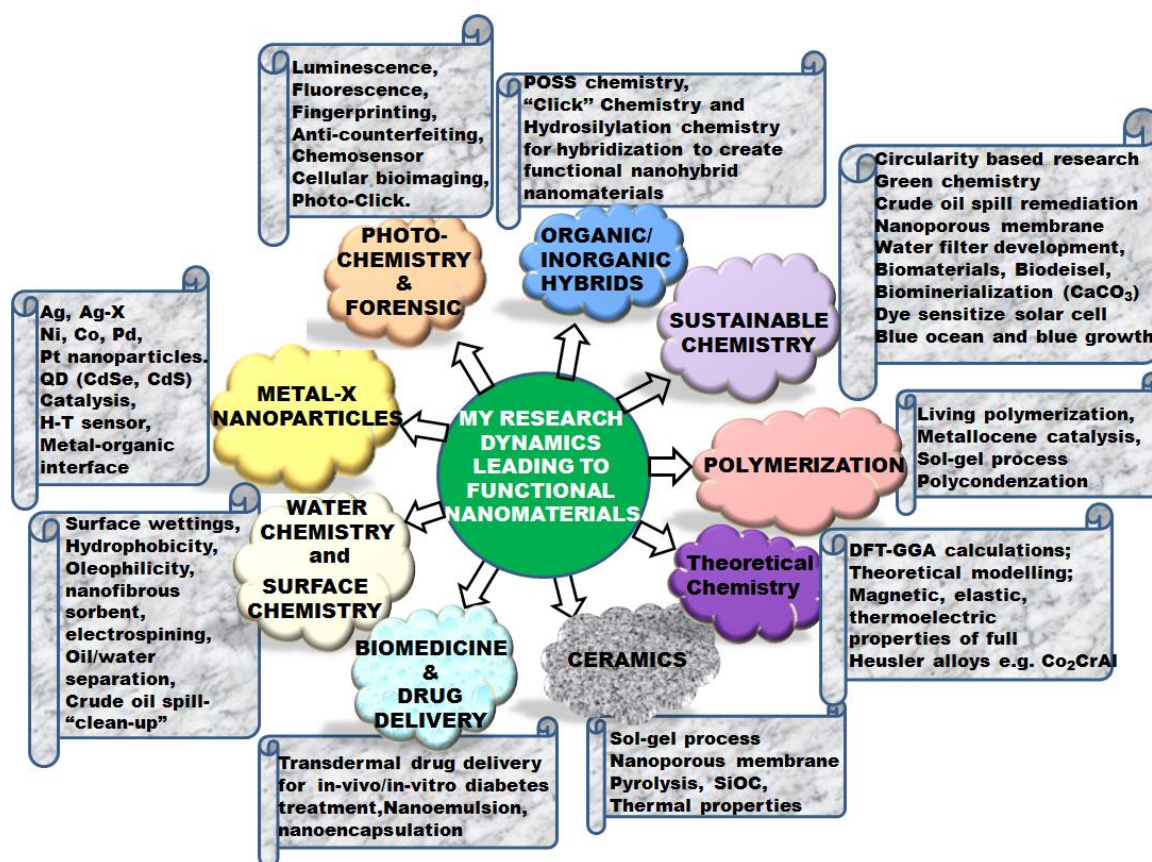 Luminescence,
Fluorescence,
Fingerprinting,
Anti-counterfeiting,
Chemosensor
Cellular bioimaging,
Photo-Click.
POSS chemistry,
“Click” Chemistry and
Hydrosilylation chemistry
for hybridization to create
functional nanohybrid
nanomaterials
Circularity based research
Green chemistry
Crude oil spill remediation
Nanoporous membrane
Water filter development,
Biomaterials, Biodeisel,
Biominerialization (CaCO₃)
Dye sensitize solar cell
Blue ocean and blue growth
PHOTO-
CHEMISTRY
&
FORENSIC
ORGANIC/
INORGANIC
HYBRIDS
SUSTAINABLE
CHEMISTRY
Ag, Ag-X
Ni, Co, Pd,
Pt nanoparticles.
QD (CdSe, CdS)
Catalysis,
H-T sensor,
Metal-organic
interface
METAL-X
NANOPARTICLES
MY RESEARCH
DYNAMICS
LEADING TO
FUNCTIONAL
NANOMATERIALS
POLYMERIZATION
Living polymerization,
Metallocene catalysis,
Sol-gel process
Polycondenzation
Surface wettings,
Hydrophobicity,
Oleophilicity,
nanofibrous
sorbent,
electrospining,
Oil/water
separation,
Crude oil spill-
“clean-up”
WATER
CHEMISTRY
and
SURFACE
CHEMISTRY
Theoretical
Chemistry
DFT-GGA calculations;
Theoretical modelling;
Magnetic, elastic,
thermoelectric
properties of full
Heusler alloys e.g. Co₂CrAl
BIOMEDICINE
&
DRUG
DELIVERY
CERAMICS
Transdermal drug delivery
for in-vivo/in-vitro diabetes
treatment,Nanoemulsion,
nanoencapsulation
Sol-gel process
Nanoporous membrane
Pyrolysis, SiOC,
Thermal properties